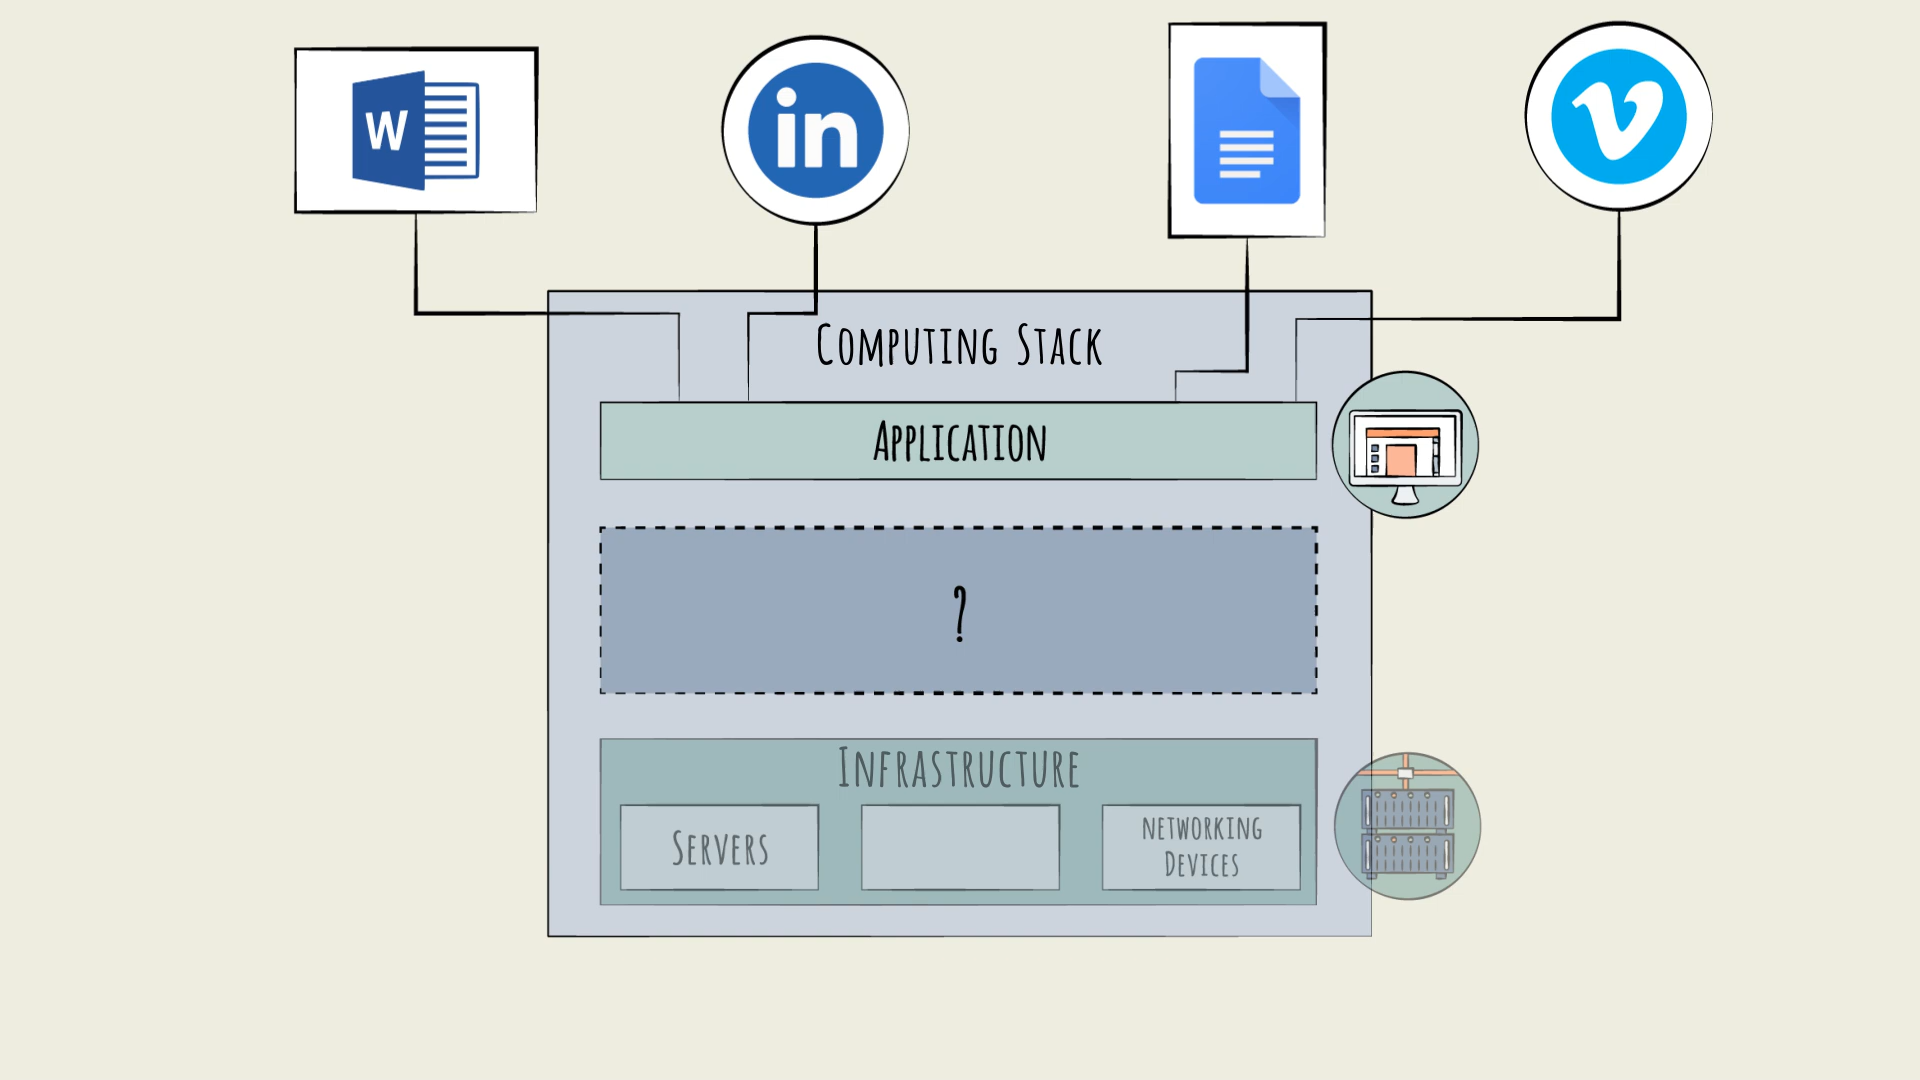 W
in
COMPUTING STACK
APPLICATION
?
INFRASTRUCTURE
SERVERS
NETWORKING
DEVICES